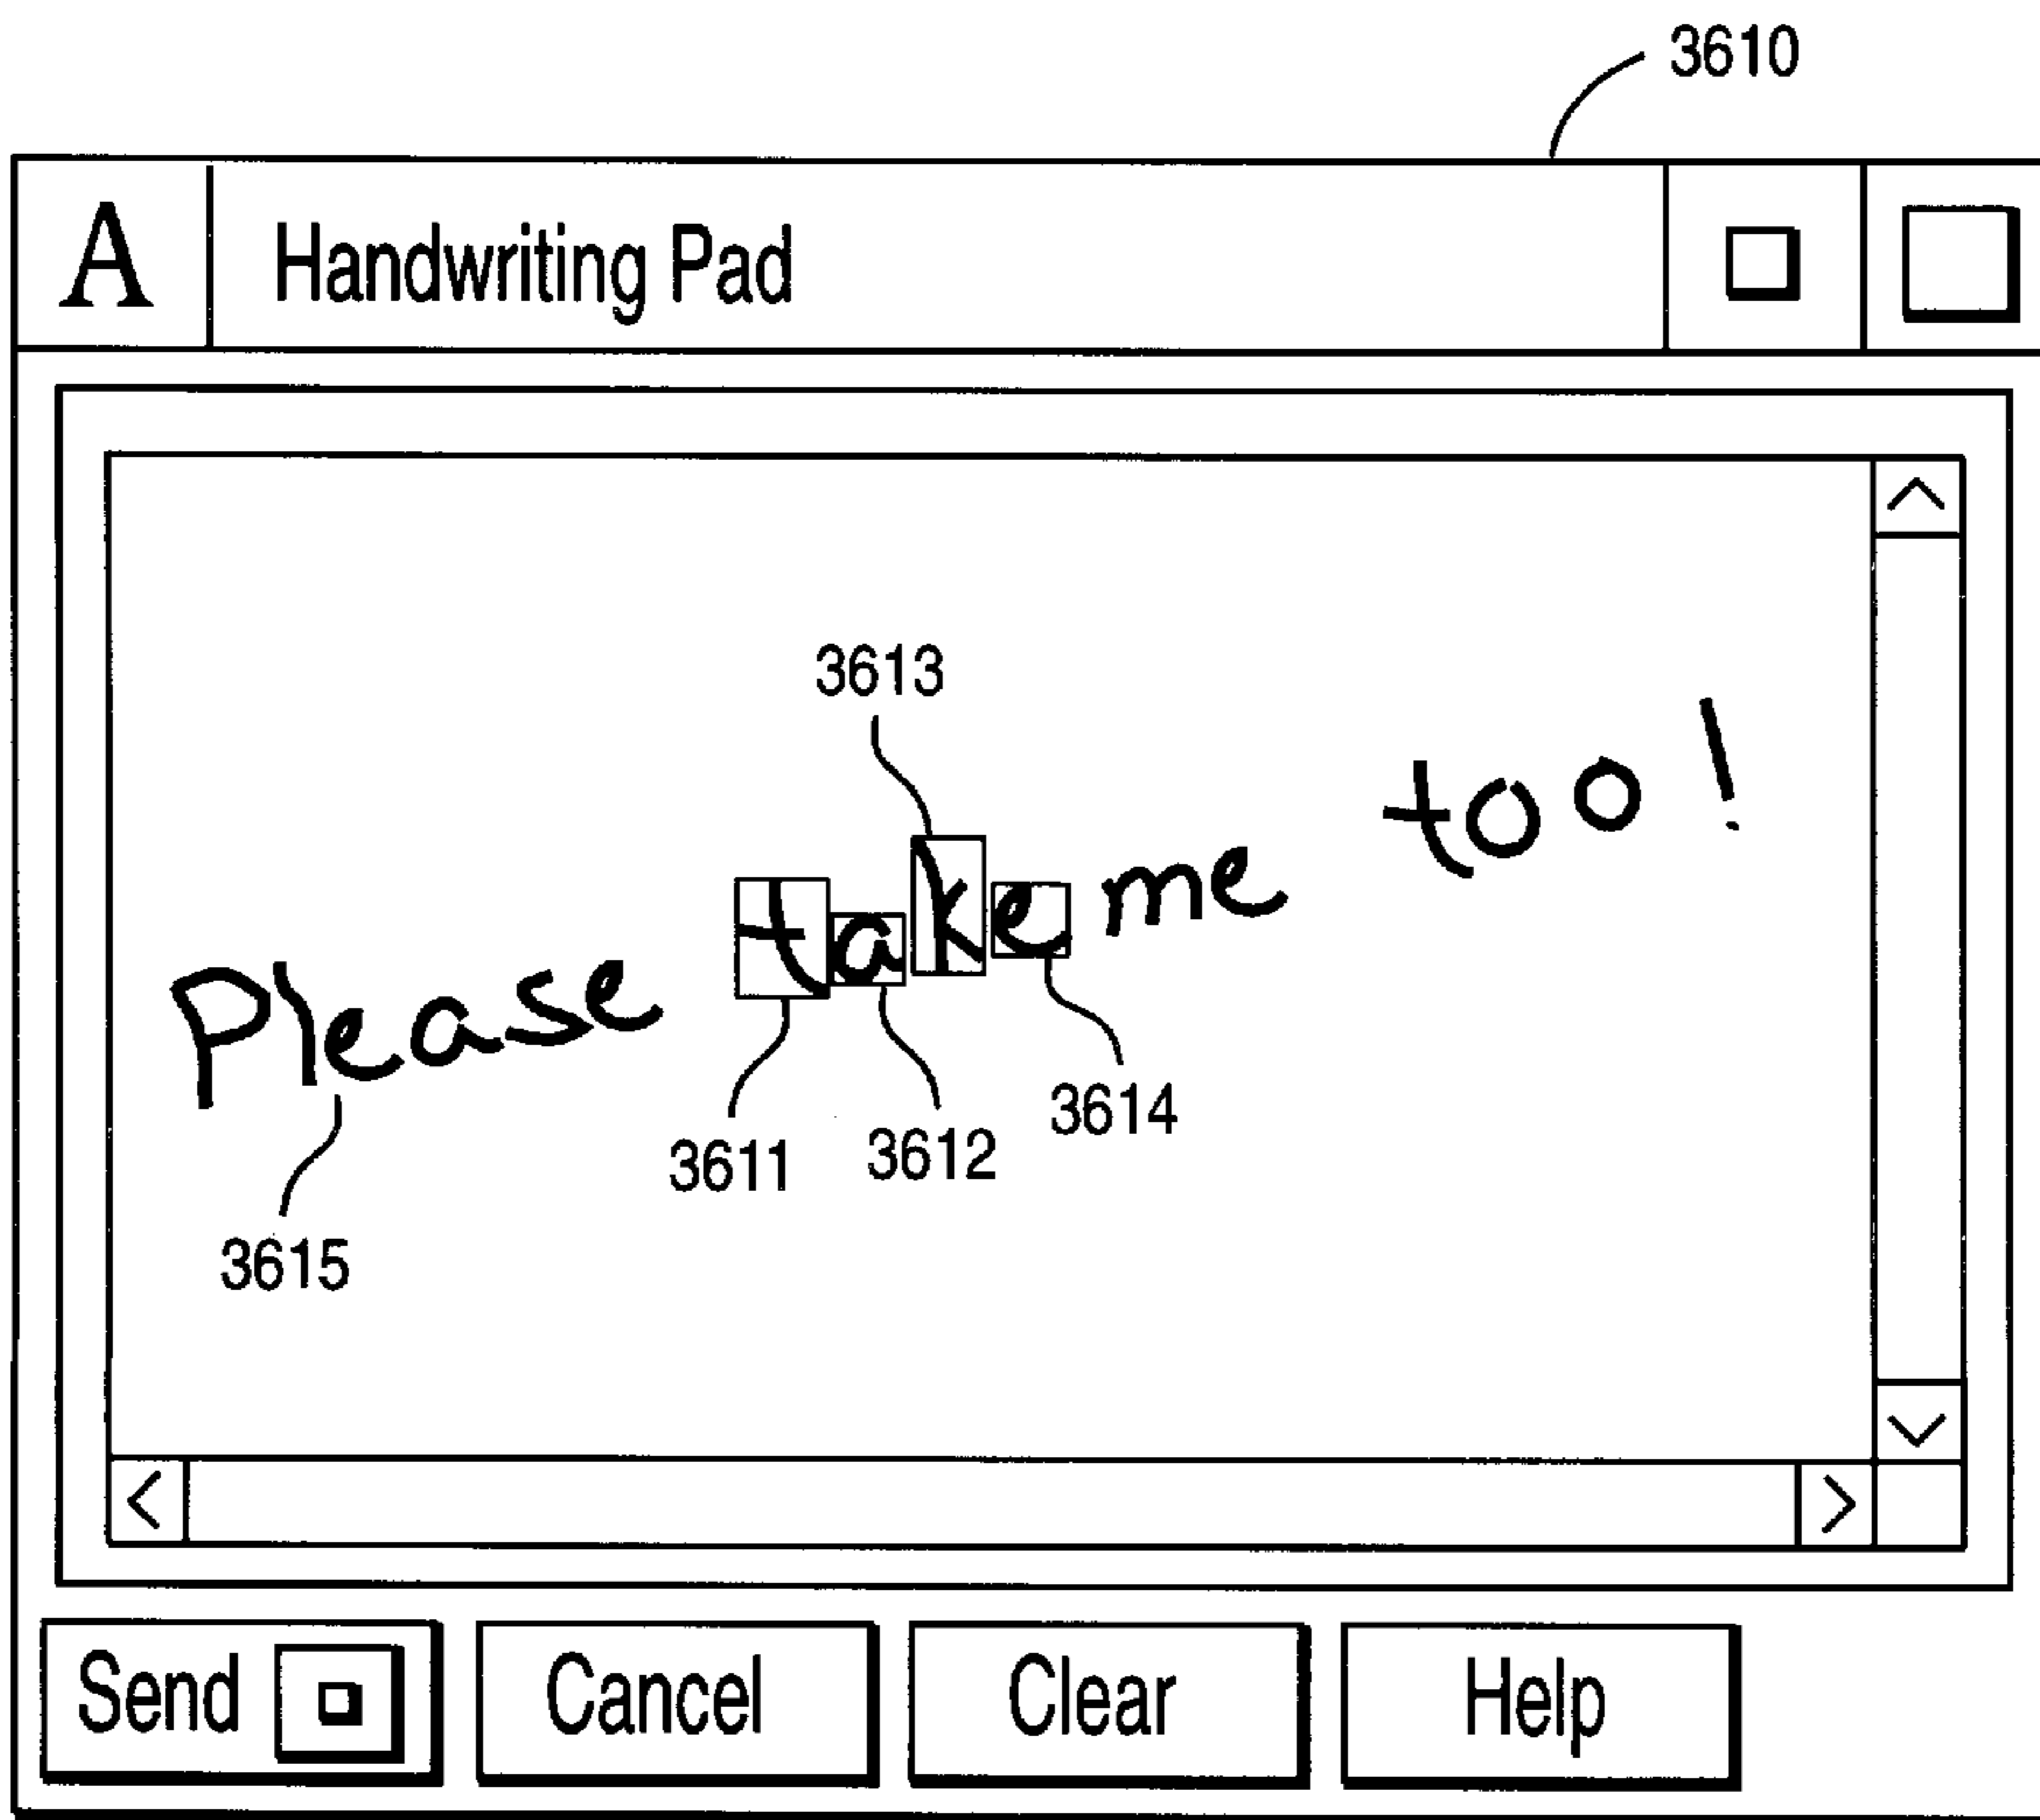 3610
A Handwriting Pad
3613
Please take me too!
3614
3611 3612
3615
Send Cancel Clear Help